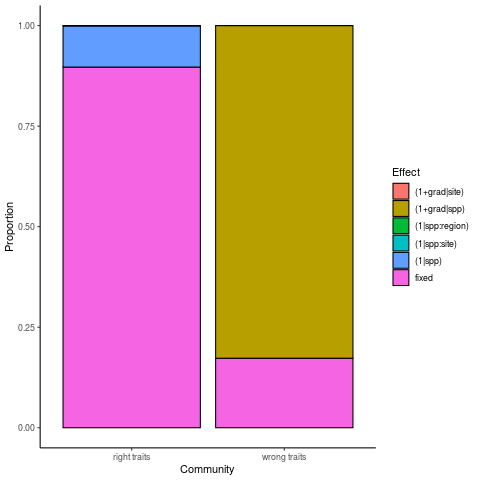 1.00
0.75
0.50
0.25
0.00
Proportion
right traits
wrong traits
Community
Effect
(1+grad|site)
(1+grad|spp)
(1|spp:region)
(1|spp:site)
(1|spp)
fixed